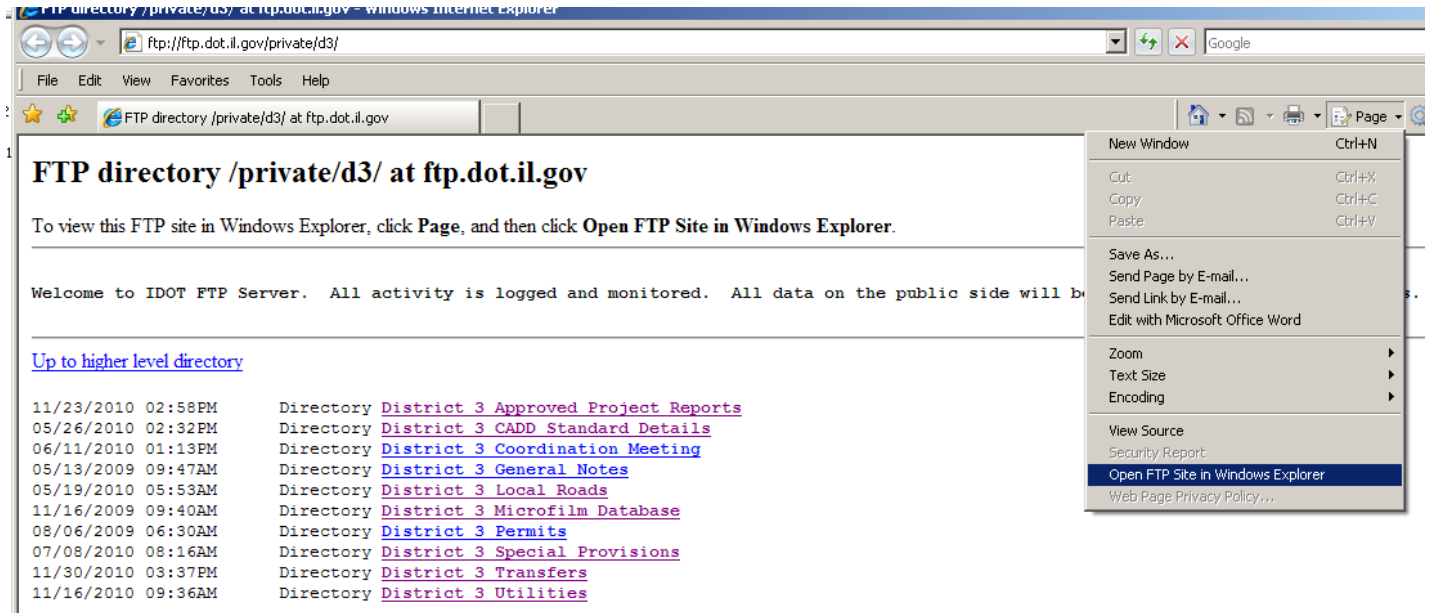 FTP directory /private/d3/ at ftp.dot.il.gov - Windows Internet Explorer
ftp://ftp.dot.il.gov/private/d3/
Google
File Edit View Favorites Tools Help
FTP directory /private/d3/ at ftp.dot.il.gov
Page
FTP directory /private/d3/ at ftp.dot.il.gov
To view this FTP site in Windows Explorer, click Page, and then click Open FTP Site in Windows Explorer.
Welcome to IDOT FTP Server. All activity is logged and monitored. All data on the public side will
Up to higher level directory
11/23/2010 02:58PM Directory District 3 Approved Project Reports
05/26/2010 02:32PM Directory District 3 CADD Standard Details
06/11/2010 01:13PM Directory District 3 Coordination Meeting
05/13/2009 09:47AM Directory District 3 General Notes
05/19/2010 05:53AM Directory District 3 Local Roads
11/16/2009 09:40AM Directory District 3 Microfilm Database
08/06/2009 06:30AM Directory District 3 Permits
07/08/2010 08:16AM Directory District 3 Special Provisions
11/30/2010 03:37PM Directory District 3 Transfers
11/16/2010 09:36AM Directory District 3 Utilities
New Window Ctrl+N
Cut Ctrl+X
Copy Ctrl+C
Paste Ctrl+V
Save As...
Send Page by E-mail...
Send Link by E-mail...
Edit with Microsoft Office Word
Zoom
Text Size
Encoding
View Source
Security Report
Open FTP Site in Windows Explorer
Web Page Privacy Policy...